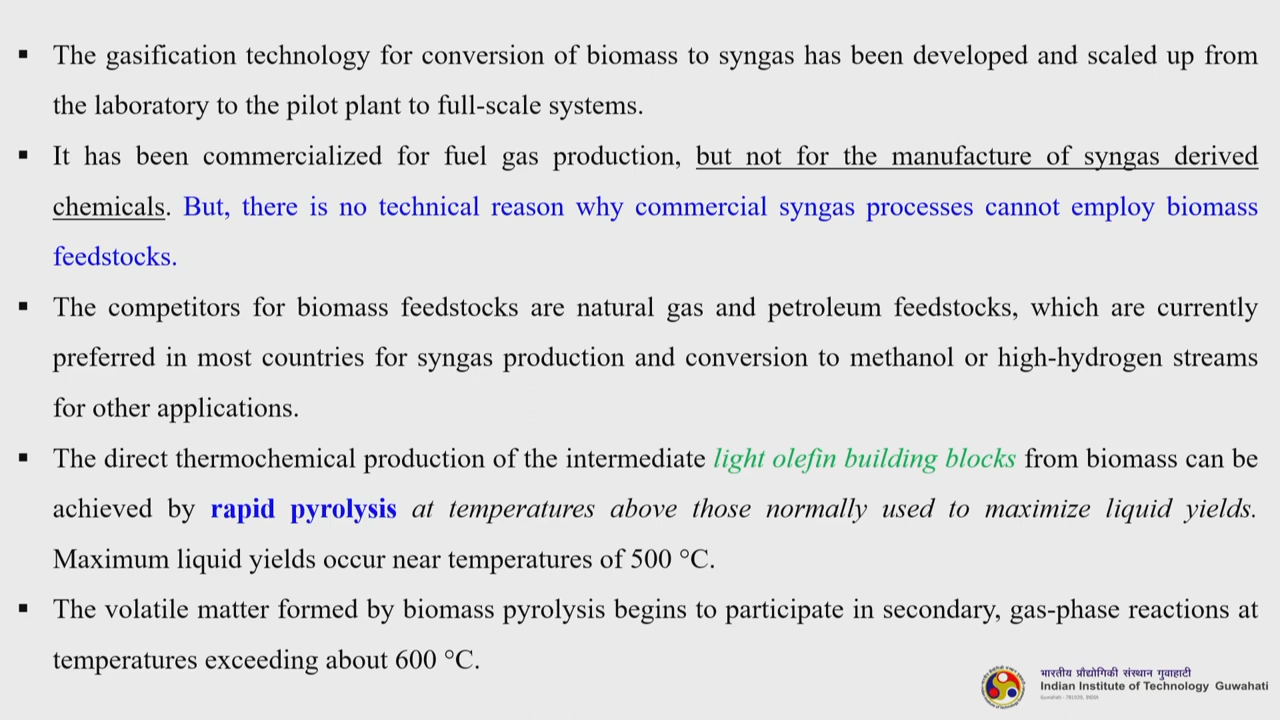 ▪ The gasification technology for conversion of biomass to syngas has been developed and scaled up from
the laboratory to the pilot plant to full-scale systems.
▪ It has been commercialized for fuel gas production, but not for the manufacture of syngas derived
chemicals. But, there is no technical reason why commercial syngas processes cannot employ biomass
feedstocks.
▪ The competitors for biomass feedstocks are natural gas and petroleum feedstocks, which are currently
preferred in most countries for syngas production and conversion to methanol or high-hydrogen streams
for other applications.
▪ The direct thermochemical production of the intermediate light olefin building blocks from biomass can be
achieved by rapid pyrolysis at temperatures above those normally used to maximize liquid yields.
Maximum liquid yields occur near temperatures of 500 °C.
▪ The volatile matter formed by biomass pyrolysis begins to participate in secondary, gas-phase reactions at
temperatures exceeding about 600 °C.
भारतीय प्रौद्योगिकी संस्थान गुवाहाटी
Indian Institute of Technology Guwahati
Guwahati - 781039, INDIA